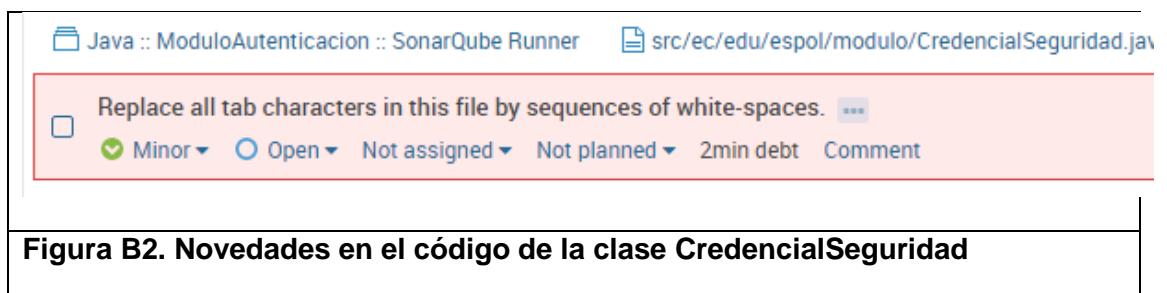 Java :: ModuloAutenticacion :: SonarQube Runner src/ec/edu/espol/modulo/CredencialSeguridad.jav
Replace all tab characters in this file by sequences of white-spaces. ...
Minor Open Not assigned Not planned 2min debt Comment
Figura B2. Novedades en el código de la clase CredencialSeguridad